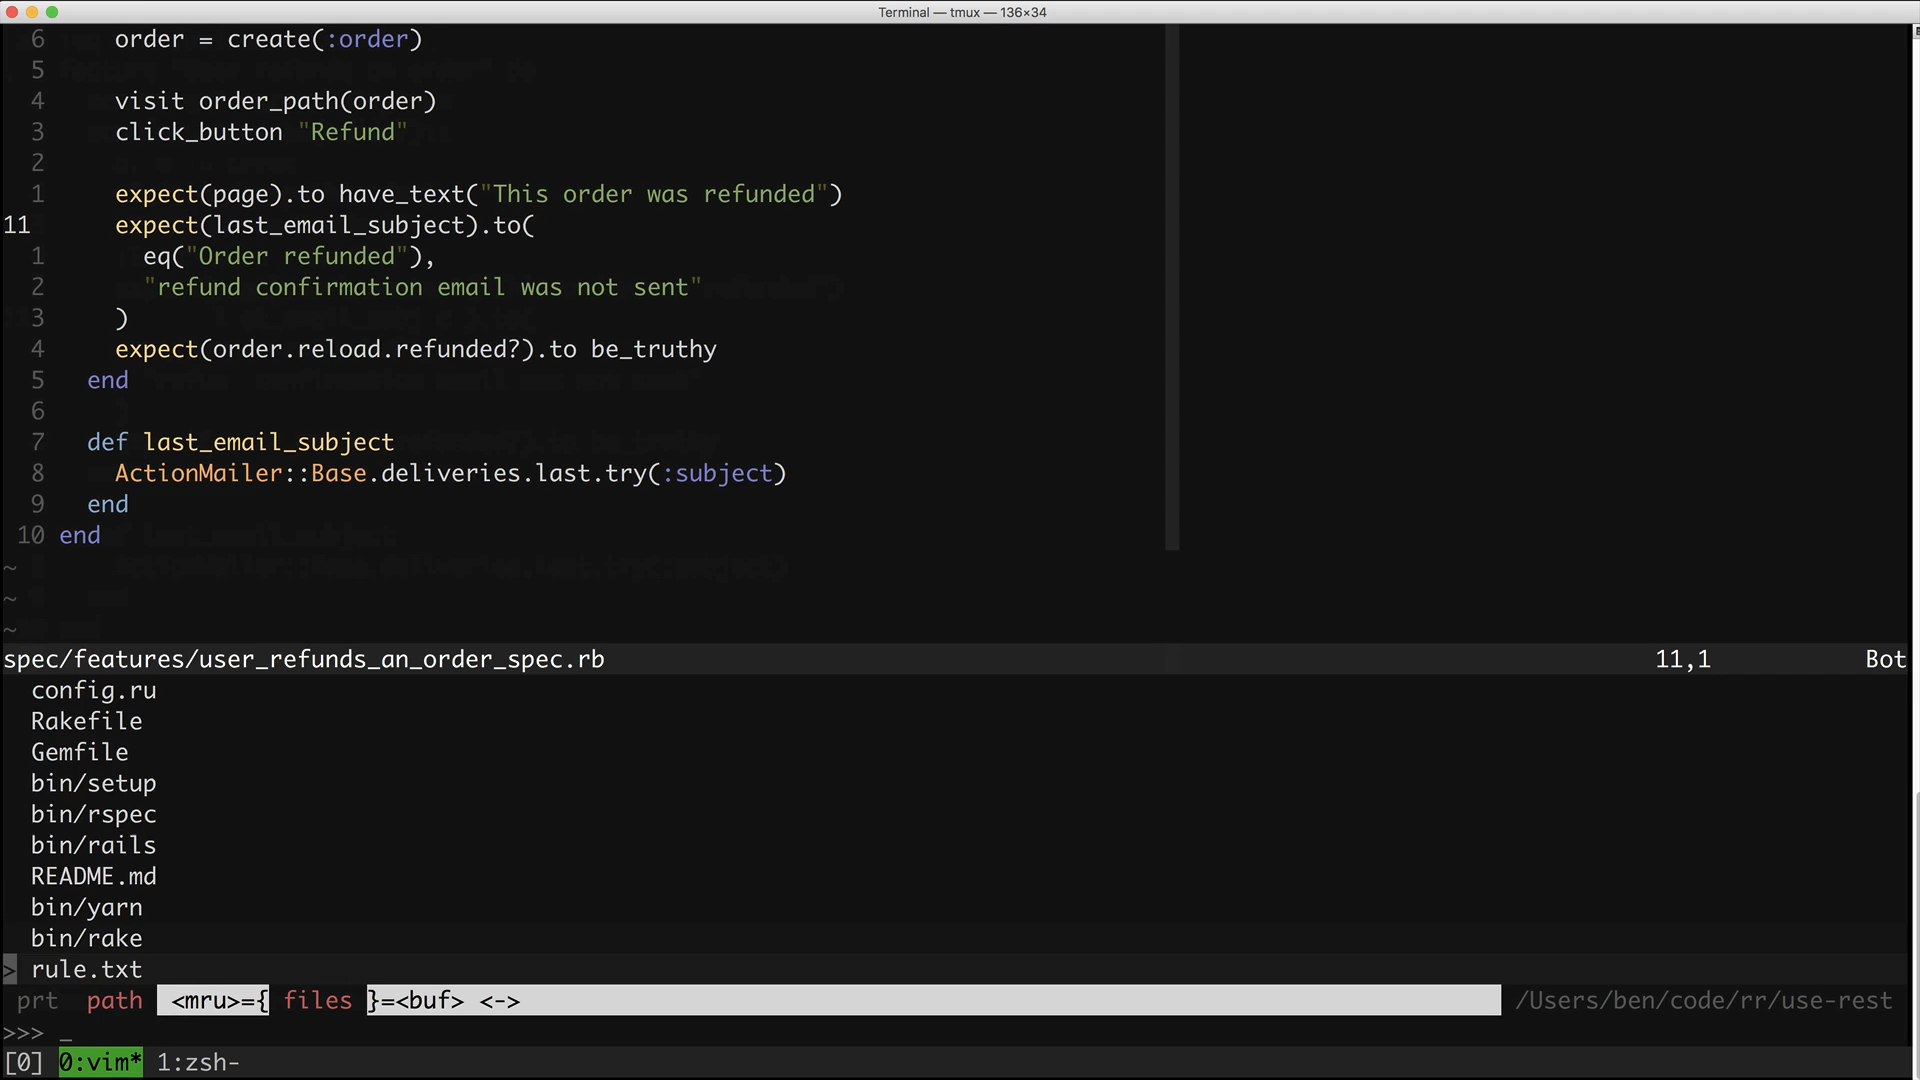 Terminal — tmux — 136×34
6 order = create(:order)
5
4 visit order_path(order)
3 click_button "Refund"
2
1 expect(page).to have_text("This order was refunded")
11 expect(last_email_subject).to(
1 eq("Order refunded"),
2 "refund confirmation email was not sent"
3 )
4 expect(order.reload.refunded?).to be_truthy
5 end
6
7 def last_email_subject
8 ActionMailer::Base.deliveries.last.try(:subject)
9 end
10 end
~
~
~
spec/features/user_refunds_an_order_spec.rb 11,1 Bot
config.ru
Rakefile
Gemfile
bin/setup
bin/rspec
bin/rails
README.md
bin/yarn
bin/rake
> rule.txt
prt path <mru>={ files }=<buf> <-> /Users/ben/code/rr/use-rest
>>> _
[0] 0:vim* 1:zsh-